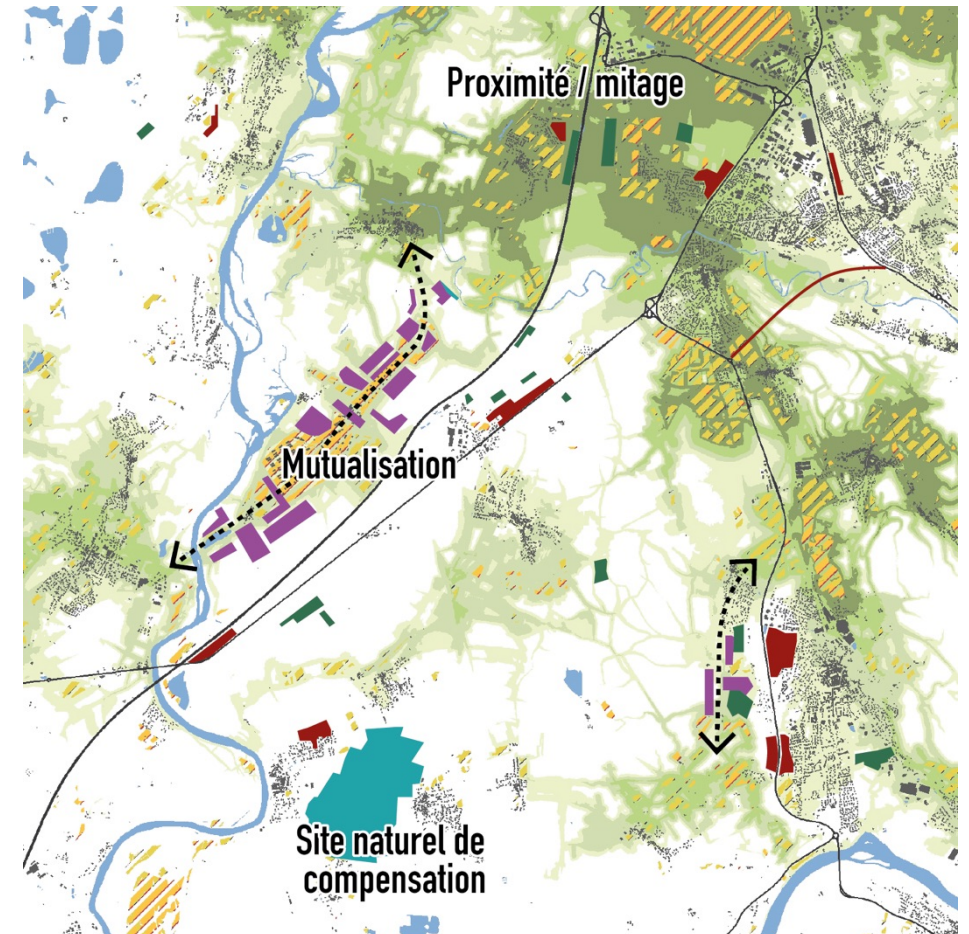 Proximité / mitage
Mutualisation
Site naturel de
compensation